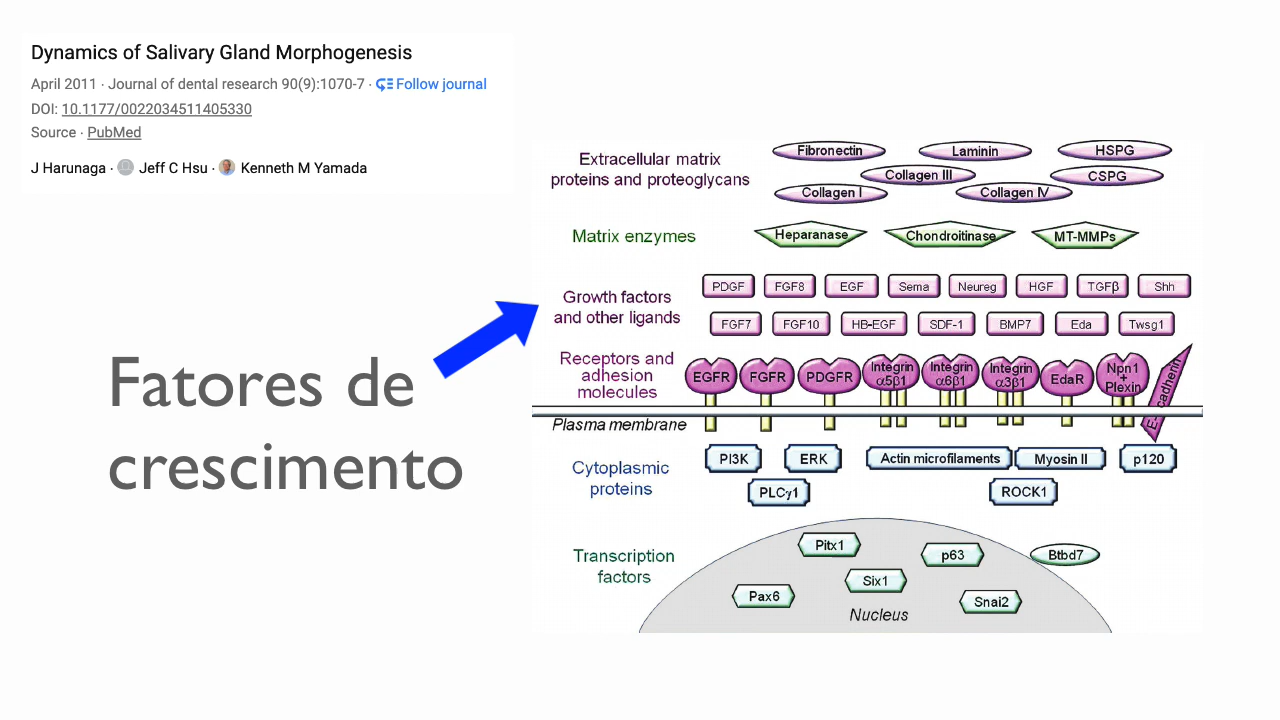 Dynamics of Salivary Gland Morphogenesis
April 2011 · Journal of dental research 90(9):1070-7 · Follow journal
DOI: 10.1177/0022034511405330
Source · PubMed
J Harunaga · Jeff C Hsu · Kenneth M Yamada
Fatores de
crescimento
Extracellular matrix
proteins and proteoglycans
Fibronectin
Laminin
HSPG
Collagen III
CSPG
Collagen I
Collagen IV
Matrix enzymes
Heparanase
Chondroitinase
MT-MMPs
Growth factors
and other ligands
PDGF
FGF8
EGF
Sema
Neureg
HGF
TGFβ
Shh
FGF7
FGF10
HB-EGF
SDF-1
BMP7
Eda
Twsg1
Receptors and
adhesion
molecules
EGFR
FGFR
PDGFR
Integrin
α5β1
Integrin
α6β1
Integrin
α3β1
EdaR
Npn1
+
Plexin
E-cadherin
Plasma membrane
Cytoplasmic
proteins
PI3K
ERK
Actin microfilaments
Myosin II
p120
PLCγ1
ROCK1
Transcription
factors
Pitx1
p63
Btbd7
Six1
Pax6
Snai2
Nucleus